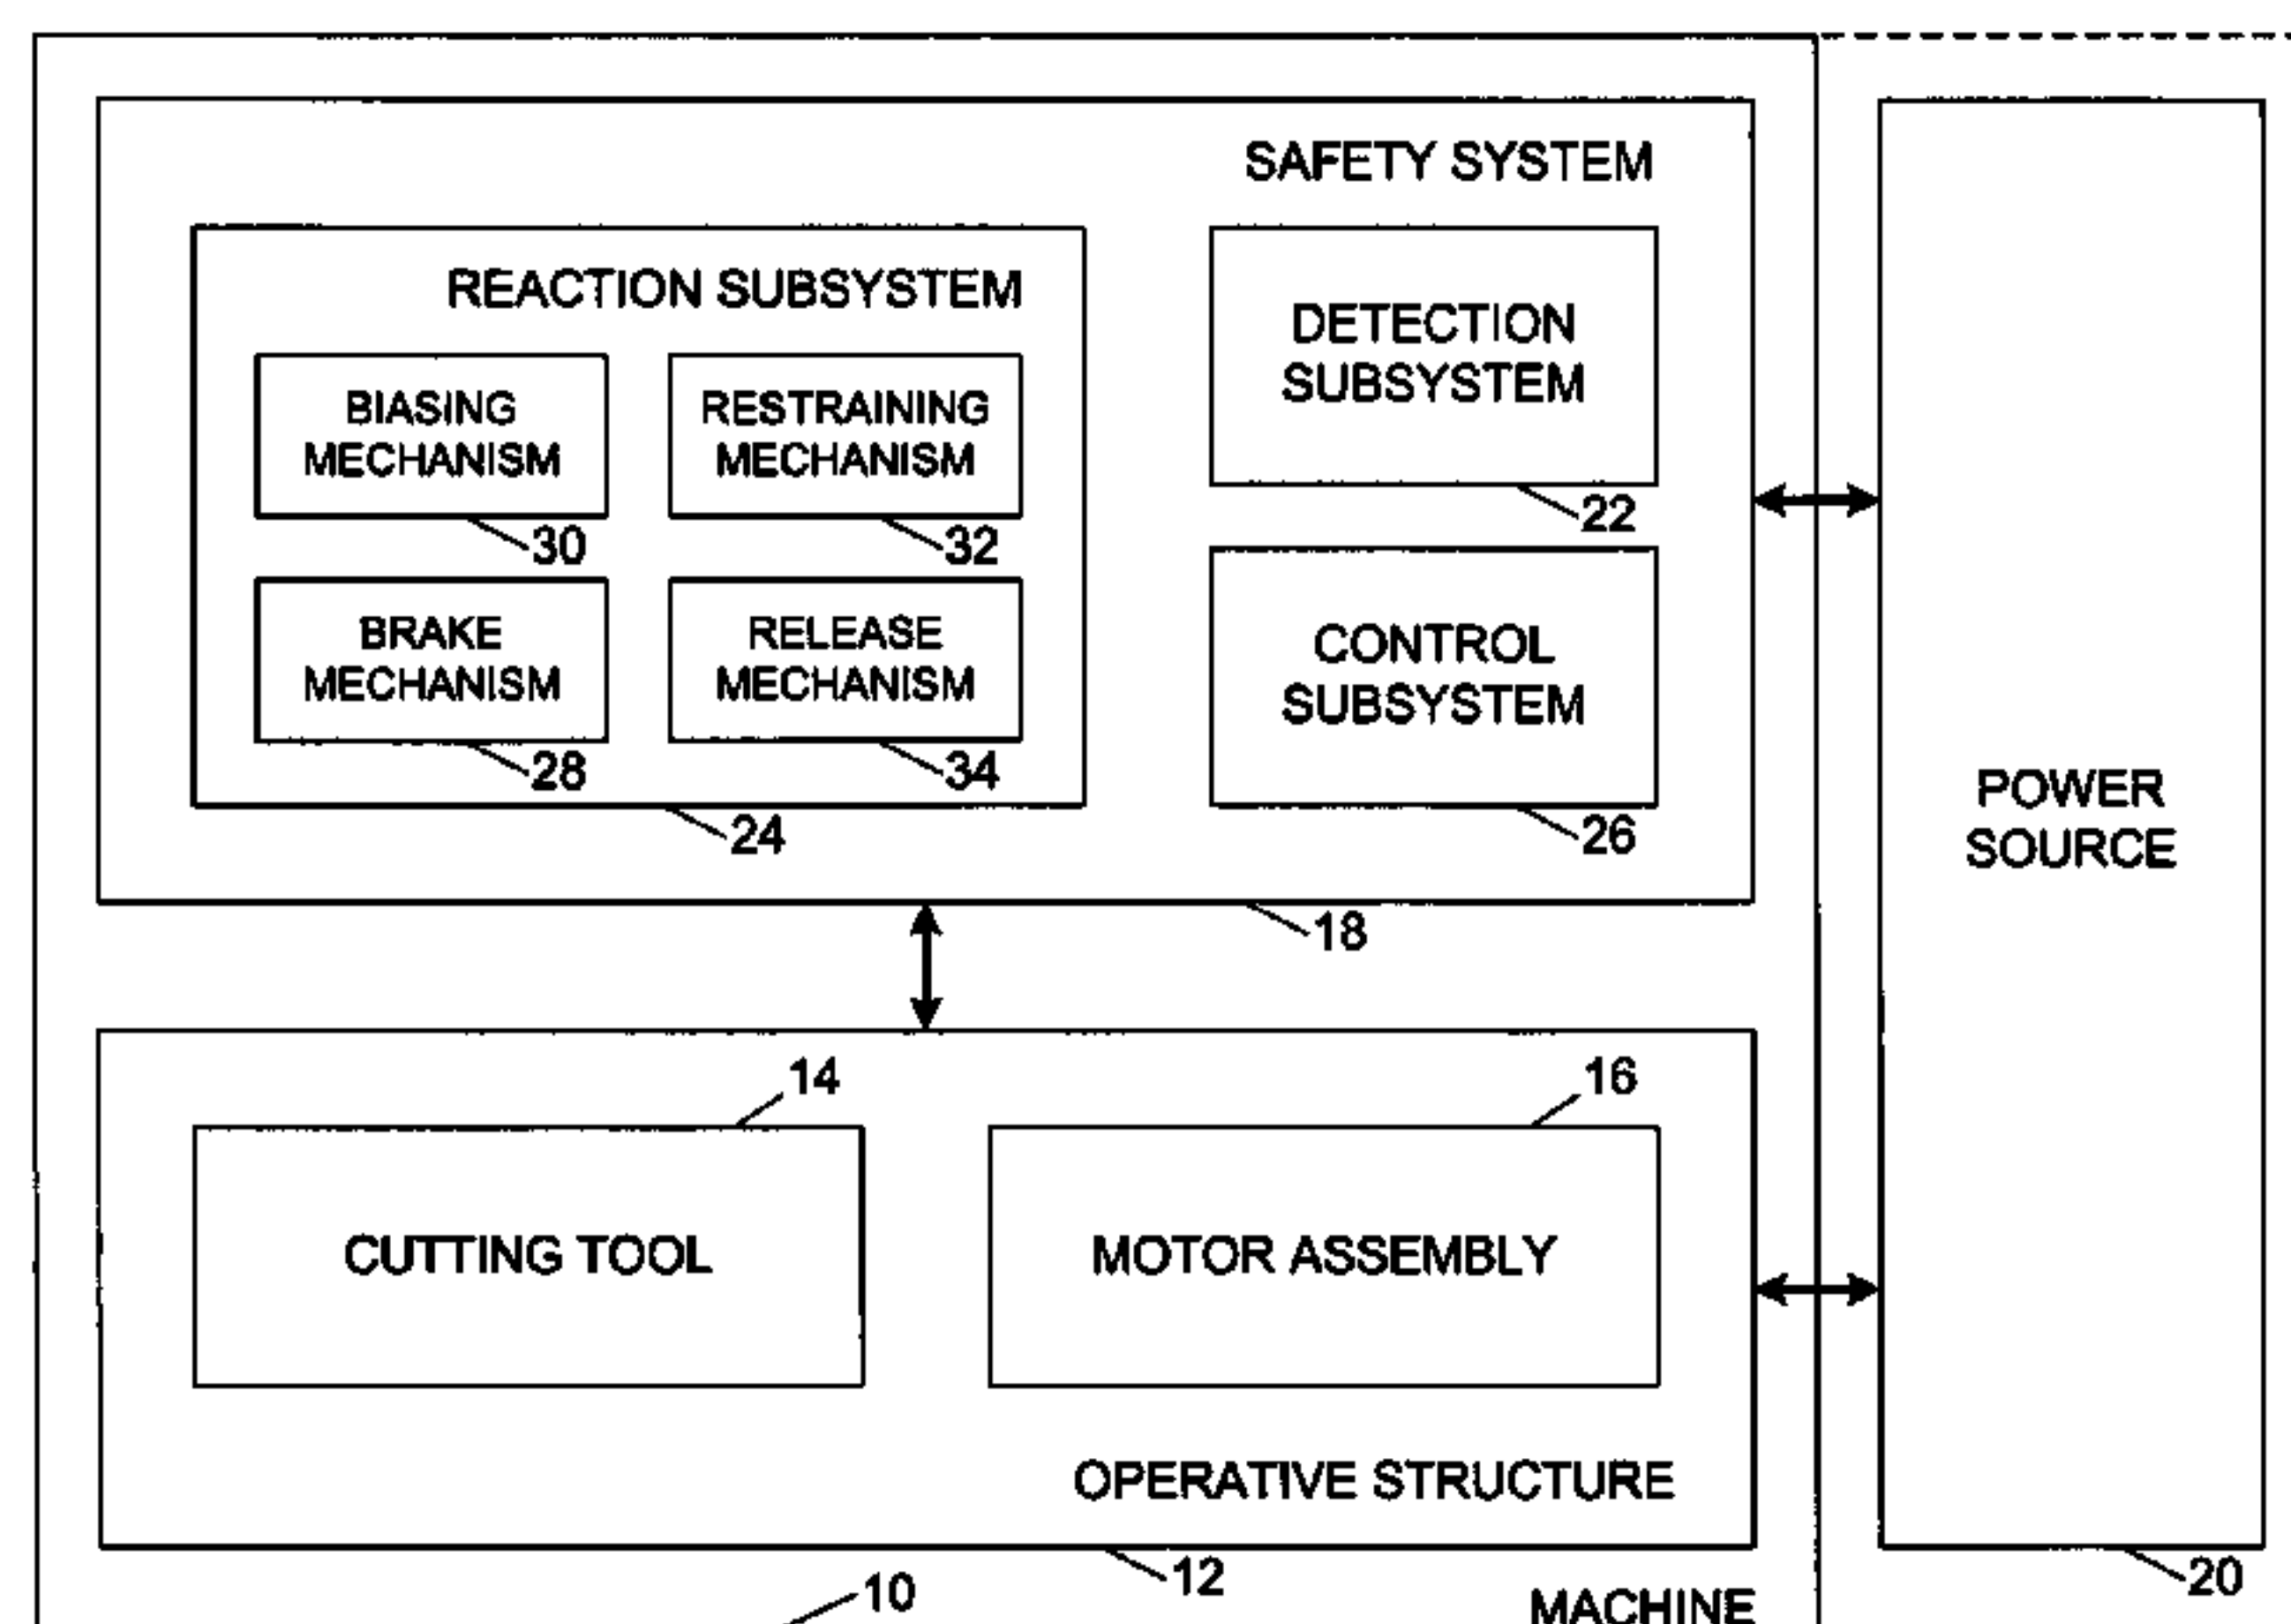 SAFETY SYSTEM
REACTION SUBSYSTEM
BIASING
MECHANISM
30
RESTRAINING
MECHANISM
32
BRAKE
MECHANISM
28
RELEASE
MECHANISM
34
24
DETECTION
SUBSYSTEM
22
CONTROL
SUBSYSTEM
26
18
POWER
SOURCE
20
14
CUTTING TOOL
16
MOTOR ASSEMBLY
OPERATIVE STRUCTURE
12
10
MACHINE